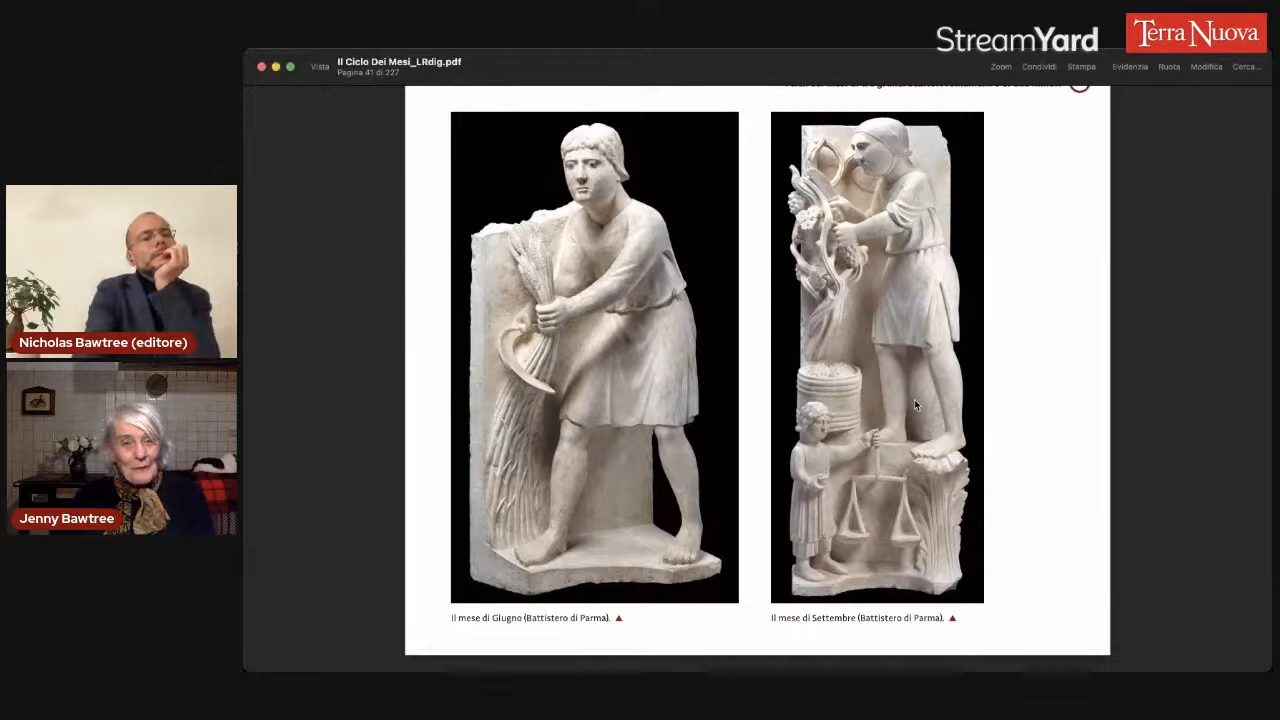 StreamYard
Terra Nuova
Vista
Il Ciclo Dei Mesi_LRdig.pdf
Pagina 41 di 227
Zoom Condividi Stampa Evidenzia Ruota Modifica Cerca...
Nicholas Bawtree (editore)
Jenny Bawtree
Il mese di Giugno (Battistero di Parma).
Il mese di Settembre (Battistero di Parma).